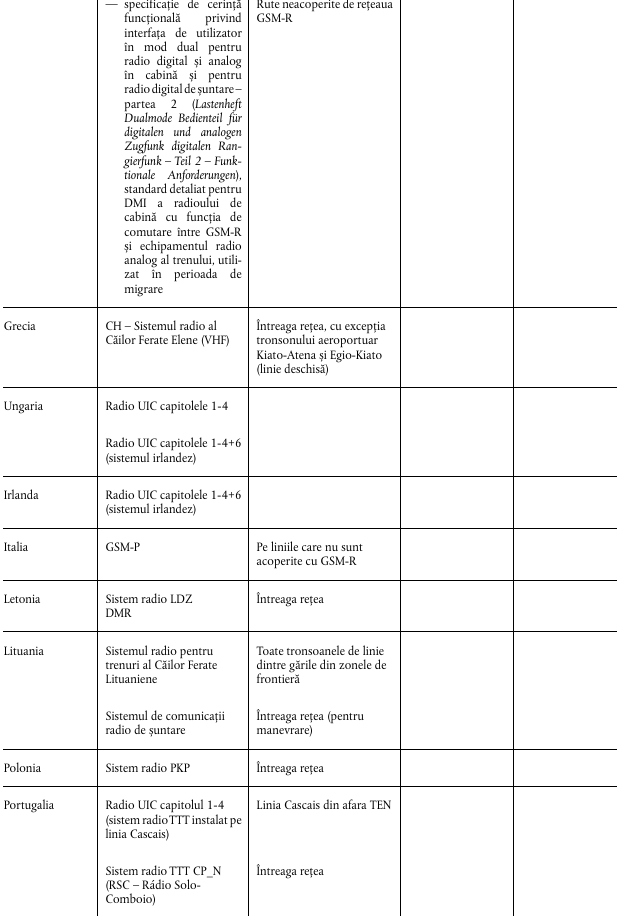 — specificație de cerință
funcțională privind
interfața de utilizator
în mod dual pentru
radio digital și analog
în cabină și pentru
radio digital de șuntare –
partea 2 (Lastenheft
Dualmode Bedienteil für
digitalen und analogen
Zugfunk digitalen Ran-
gierfunk – Teil 2 – Funk-
tionale Anforderungen),
standard detaliat pentru
DMI a radioului de
cabină cu funcția de
comutare între GSM-R
și echipamentul radio
analog al trenului, utili-
zat în perioada de
migrare
Rute neacoperite de rețeaua
GSM-R
Grecia
CH – Sistemul radio al
Căilor Ferate Elene (VHF)
Întreaga rețea, cu excepția
tronsonului aeroportuar
Kiato-Atena și Egio-Kiato
(linie deschisă)
Ungaria
Radio UIC capitolele 1-4
Radio UIC capitolele 1-4+6
(sistemul irlandez)
Irlanda
Radio UIC capitolele 1-4+6
(sistemul irlandez)
Italia
GSM-P
Pe liniile care nu sunt
acoperite cu GSM-R
Letonia
Sistem radio LDZ
DMR
Întreaga rețea
Lituania
Sistemul radio pentru
trenuri al Căilor Ferate
Lituaniene
Toate tronsoanele de linie
dintre gările din zonele de
frontieră
Sistemul de comunicații
radio de șuntare
Întreaga rețea (pentru
manevrare)
Polonia
Sistem radio PKP
Întreaga rețea
Portugalia
Radio UIC capitolul 1-4
(sistem radio TTT instalat pe
linia Cascais)
Linia Cascais din afara TEN
Sistem radio TTT CP_N
(RSC – Rádio Solo-
Comboio)
Întreaga rețea